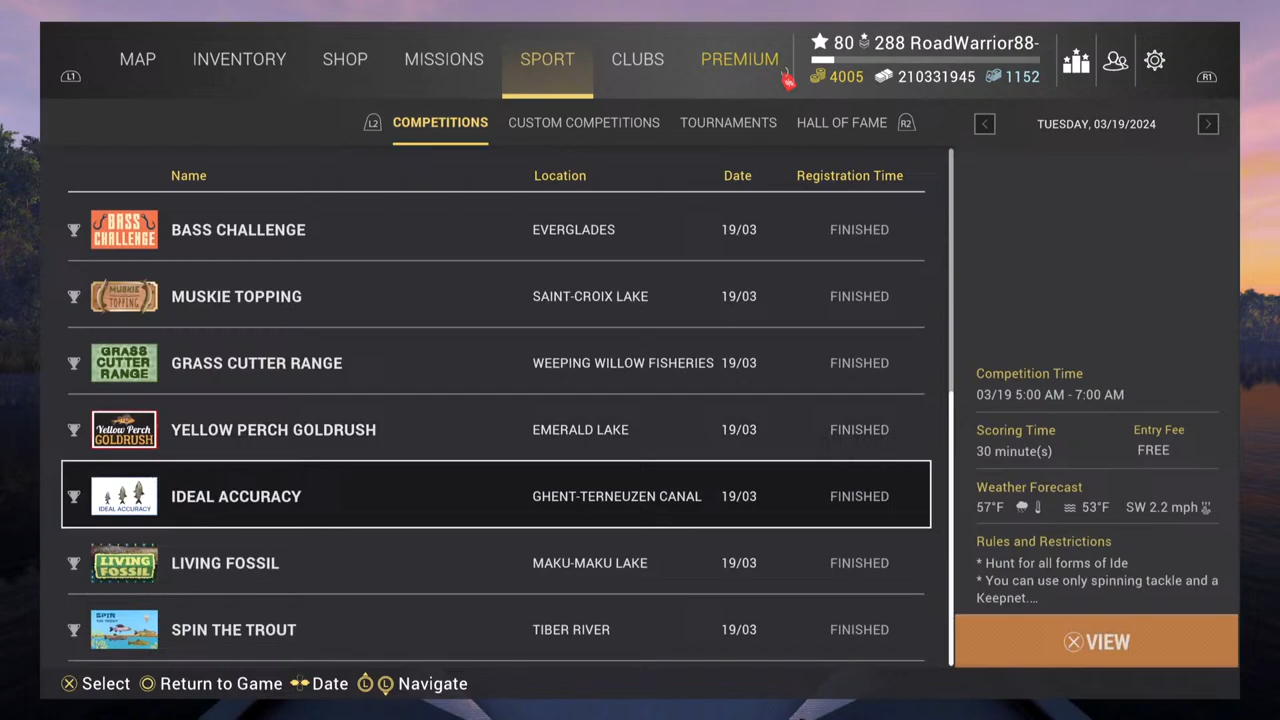 L1
MAP INVENTORY SHOP MISSIONS SPORT CLUBS PREMIUM
80 288 RoadWarrior88-
4005 210331945 1152
R1
L2 COMPETITIONS CUSTOM COMPETITIONS TOURNAMENTS HALL OF FAME R2
TUESDAY, 03/19/2024
Name Location Date Registration Time
BASS CHALLENGE BASS CHALLENGE EVERGLADES 19/03 FINISHED
MUSKIE TOPPING MUSKIE TOPPING SAINT-CROIX LAKE 19/03 FINISHED
GRASS CUTTER RANGE GRASS CUTTER RANGE WEEPING WILLOW FISHERIES 19/03 FINISHED
Yellow Perch GOLDRUSH YELLOW PERCH GOLDRUSH EMERALD LAKE 19/03 FINISHED
IDEAL ACCURACY IDEAL ACCURACY GHENT-TERNEUZEN CANAL 19/03 FINISHED
LIVING FOSSIL LIVING FOSSIL MAKU-MAKU LAKE 19/03 FINISHED
SPIN THE TROUT SPIN THE TROUT TIBER RIVER 19/03 FINISHED
Competition Time
03/19 5:00 AM - 7:00 AM
Scoring Time Entry Fee
30 minute(s) FREE
Weather Forecast
57°F 53°F SW 2.2 mph
Rules and Restrictions
* Hunt for all forms of Ide
* You can use only spinning tackle and a
Keepnet....
VIEW
Select Return to Game Date L L Navigate